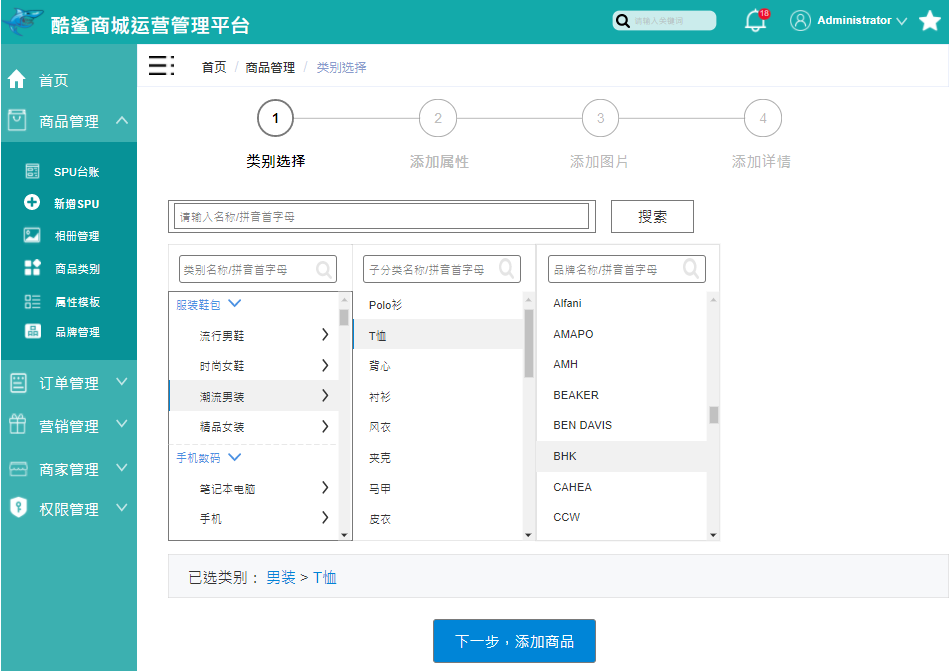 酷鲨商城运营管理平台
请输入关键词
18
Administrator
首页
商品管理
SPU台账
新增SPU
相册管理
商品类别
属性模板
品牌管理
订单管理
营销管理
商家管理
权限管理
首页 / 商品管理 / 类别选择
1 2 3 4
类别选择 添加属性 添加图片 添加详情
请输入名称/拼音首字母 搜索
类别名称/拼音首字母 子分类名称/拼音首字母 品牌名称/拼音首字母
服装鞋包 Polo衫 Alfani
流行男鞋 T恤 AMAPO
时尚女鞋 背心 AMH
潮流男装 衬衫 BEAKER
精品女装 风衣 BEN DAVIS
手机数码 夹克 BHK
笔记本电脑 马甲 CAHEA
手机 皮衣 CCW
已选类别： 男装 > T恤
下一步，添加商品